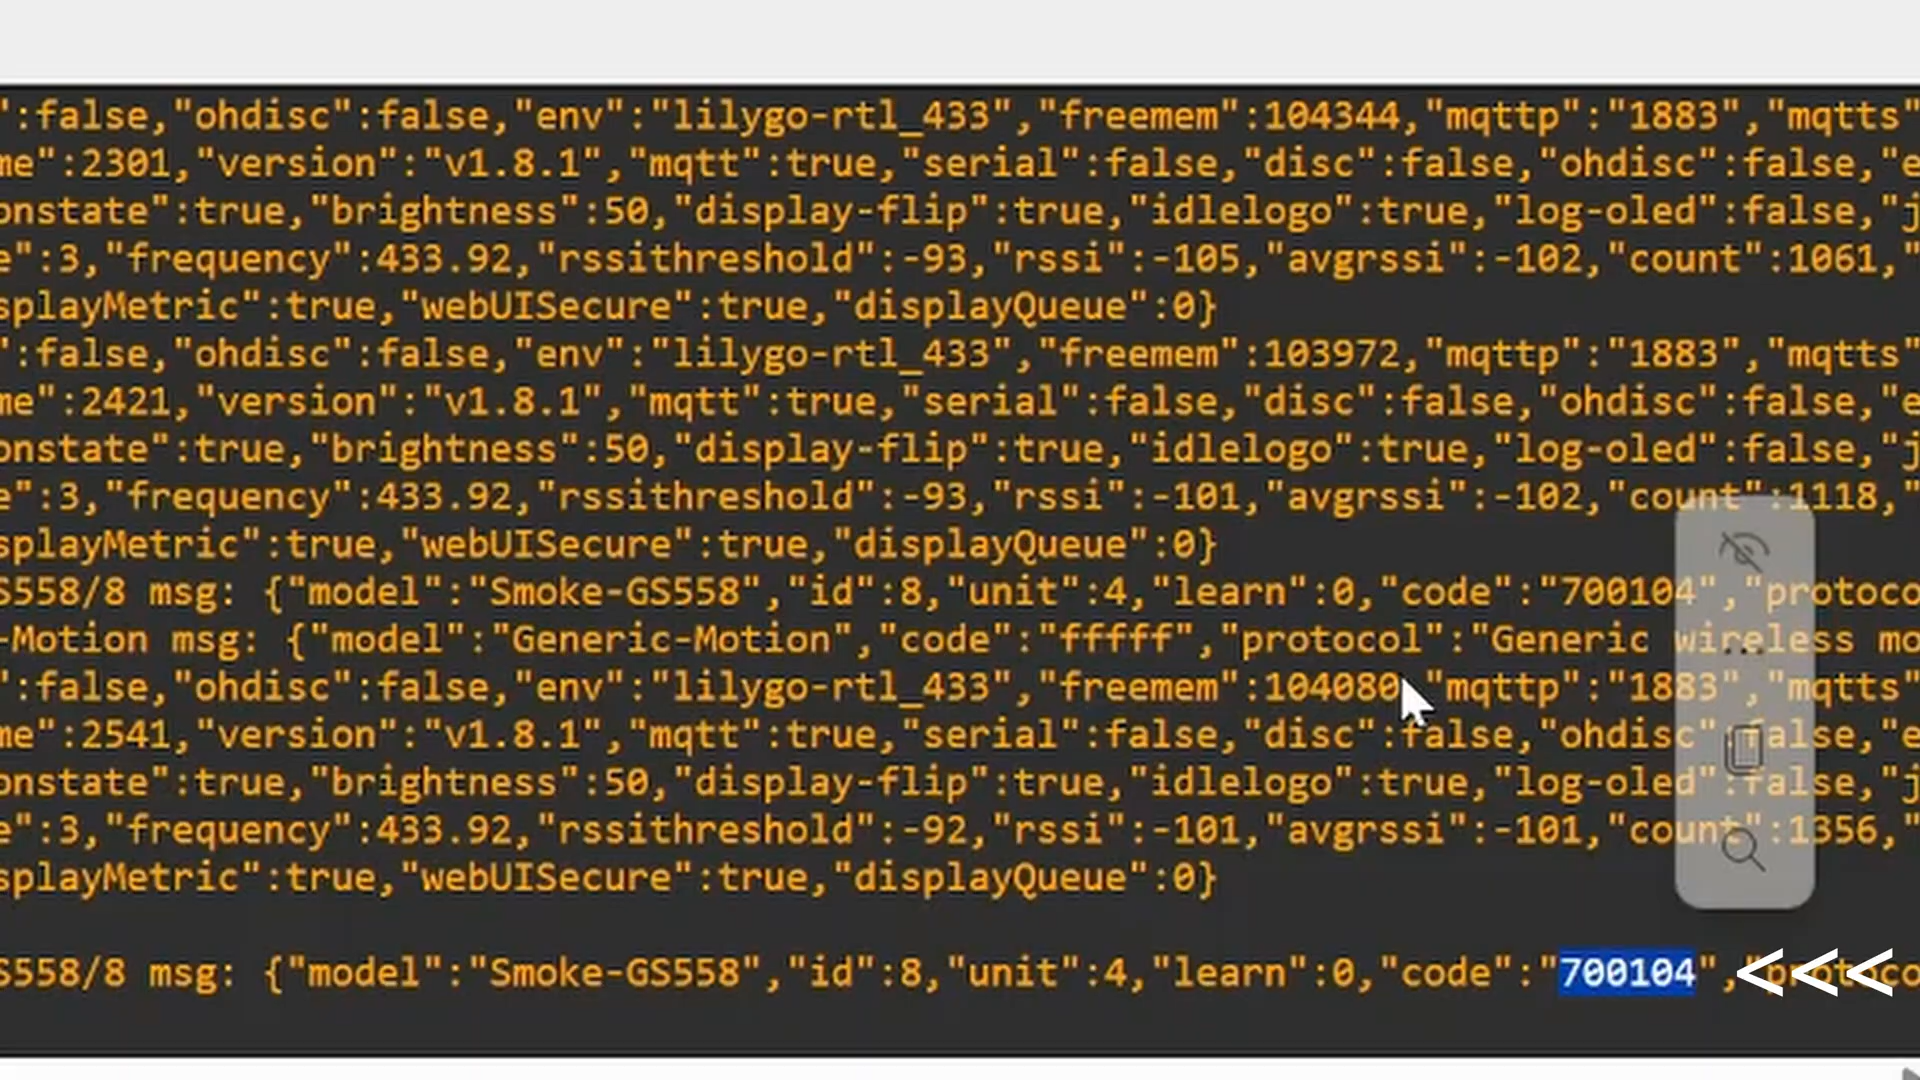 ":false,"ohdisc":false,"env":"lilygo-rtl_433","freemem":104344,"mqttp":"1883","mqtts"
me":2301,"version":"v1.8.1","mqtt":true,"serial":false,"disc":false,"ohdisc":false,"e
onstate":true,"brightness":50,"display-flip":true,"idlelogo":true,"log-oled":false,"j
e":3,"frequency":433.92,"rssithreshold":-93,"rssi":-105,"avgrssi":-102,"count":1061,"
splayMetric":true,"webUISecure":true,"displayQueue":0}
":false,"ohdisc":false,"env":"lilygo-rtl_433","freemem":103972,"mqttp":"1883","mqtts"
me":2421,"version":"v1.8.1","mqtt":true,"serial":false,"disc":false,"ohdisc":false,"e
onstate":true,"brightness":50,"display-flip":true,"idlelogo":true,"log-oled":false,"j
e":3,"frequency":433.92,"rssithreshold":-93,"rssi":-101,"avgrssi":-102,"count":1118,"
splayMetric":true,"webUISecure":true,"displayQueue":0}
S558/8 msg: {"model":"Smoke-GS558","id":8,"unit":4,"learn":0,"code":"700104","protoco
-Motion msg: {"model":"Generic-Motion","code":"fffff","protocol":"Generic wireless mo
":false,"ohdisc":false,"env":"lilygo-rtl_433","freemem":104080,"mqttp":"1883","mqtts"
me":2541,"version":"v1.8.1","mqtt":true,"serial":false,"disc":false,"ohdisc":false,"e
onstate":true,"brightness":50,"display-flip":true,"idlelogo":true,"log-oled":false,"j
e":3,"frequency":433.92,"rssithreshold":-92,"rssi":-101,"avgrssi":-101,"count":1356,"
splayMetric":true,"webUISecure":true,"displayQueue":0}
S558/8 msg: {"model":"Smoke-GS558","id":8,"unit":4,"learn":0,"code":"700104","protoco
<<<